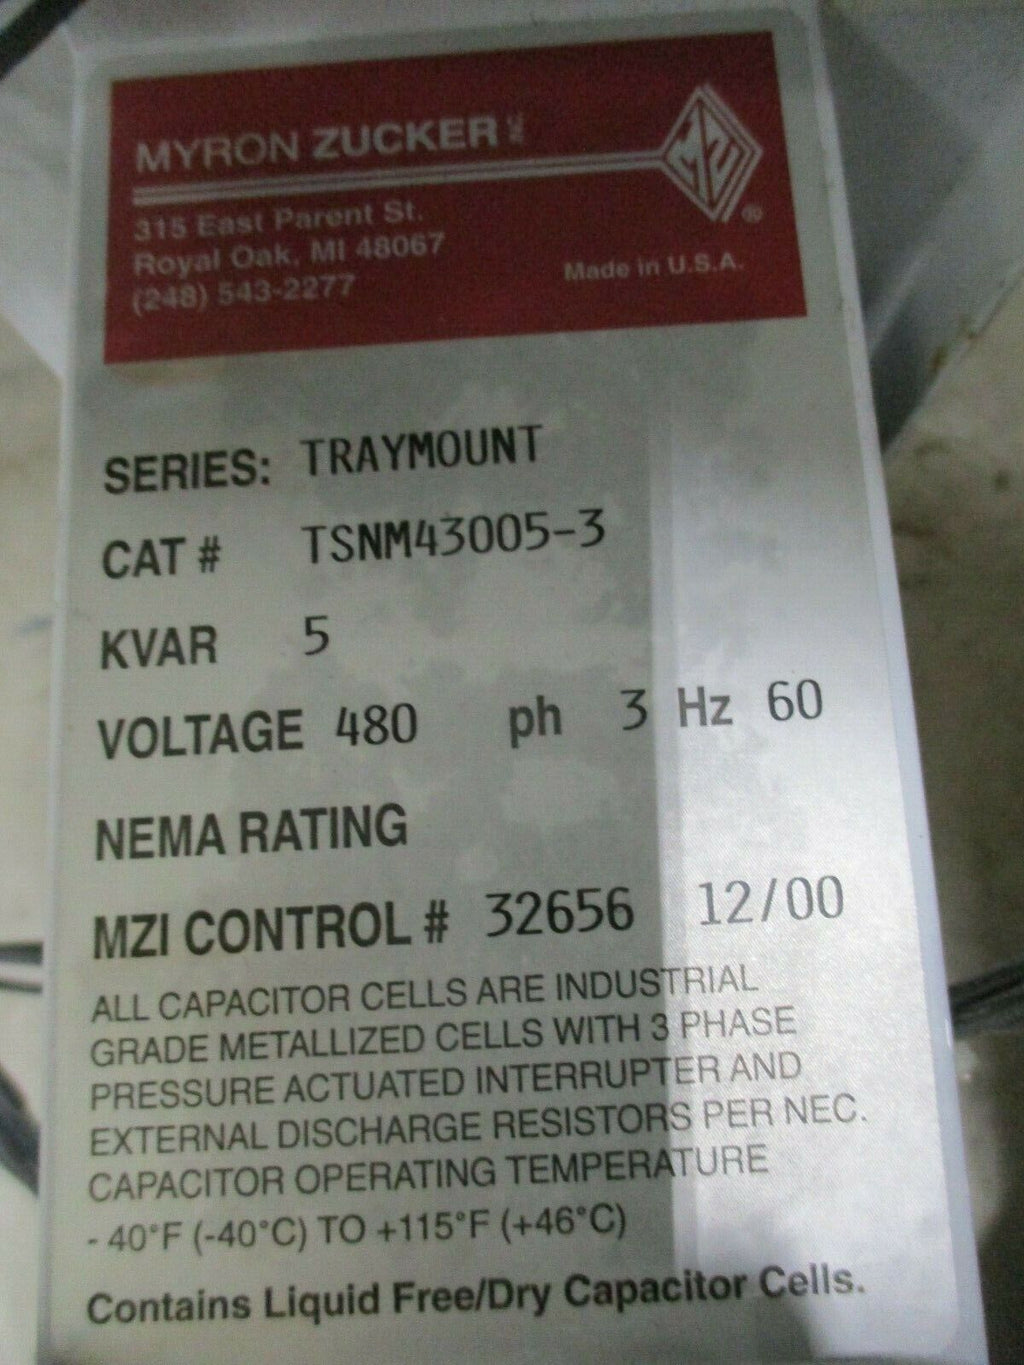 MYRON ZUCKER INC.
MZU ®
315 East Parent St.
Royal Oak, MI 48067
(248) 543-2277
Made in U.S.A.
SERIES: TRAYMOUNT
CAT # TSNM43005-3
KVAR 5
VOLTAGE 480 ph 3 Hz 60
NEMA RATING
MZI CONTROL # 32656 12/00
ALL CAPACITOR CELLS ARE INDUSTRIAL
GRADE METALLIZED CELLS WITH 3 PHASE
PRESSURE ACTUATED INTERRUPTER AND
EXTERNAL DISCHARGE RESISTORS PER NEC.
CAPACITOR OPERATING TEMPERATURE
- 40°F (-40°C) TO +115°F (+46°C)
Contains Liquid Free/Dry Capacitor Cells.